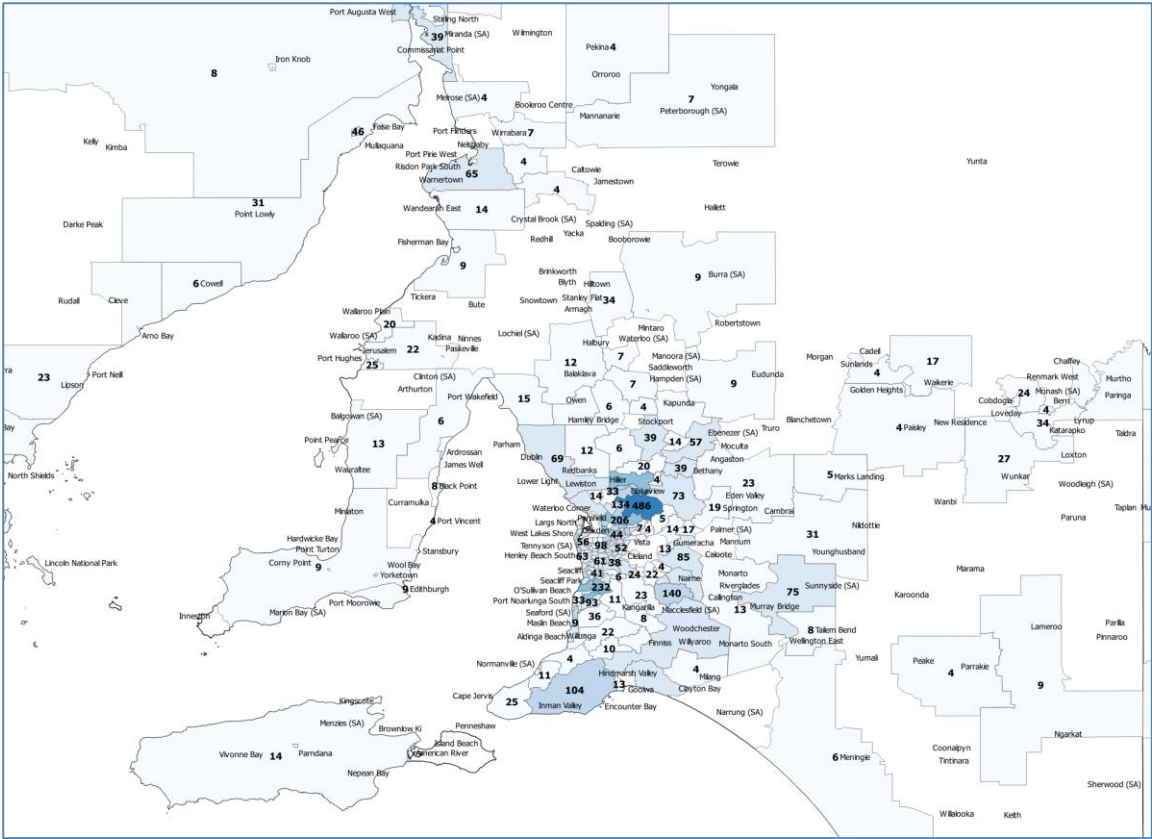 Port Augusta West
Stirling North
39 Miranda (SA)
Wilmington
Pekina 4
Commissariat Point
Iron Knob
8
Orroroo
Yongala
7
Peterborough (SA)
Melrose (SA) 4
Booleroo Centre
Mannanarie
46 False Bay
Mullaquana
Kelly
Kimba
Port Flinders
Wirrabara 7
Port Pirie West
Risdon Park South
65
Warnertown
4
Caltowie
Jamestown
Terowie
Yunta
4
31
Point Lowly
Wandearah East
14
Hallett
Darke Peak
Crystal Brook (SA)
Spalding (SA)
Yacka
Redhill
Booborowie
Fisherman Bay
9
9 Burra (SA)
6 Cowell
Brinkworth
Blyth
Hilltown
Rudall
Cleve
Tickera
Bute
Snowtown
Stanley Flat 34
Armagh
Wallaroo Plain
20
Arno Bay
Wallaroo (SA)
Kadina
Ninnes
Lochiel (SA)
Mintaro
Waterloo (SA)
Robertstown
Halbury
Jerusalem
22
Paskeville
Port Hughes
25
12
Balaklava
7
Manoora (SA)
Saddleworth
Hampden (SA)
Eudunda
9
Morgan
Cadell
Sunlands
4
17
Waikerie
Chaffey
Renmark West
Murtho
23
Lipson
Port Neill
Clinton (SA)
Arthurton
Port Wakefield
15
Owen
7
Kapunda
Golden Heights
Cobdogla
24
Monash (SA)
Berri
Paringa
Balgowan (SA)
6
6
4
Hamley Bridge
Stockport
Truro
Blanchetown
4 Paisley
New Residence
Loveday
4
34
Lyrup
Katarapko
Taldra
Point Pearce
13
Ardrossan
James Well
Parham
Dublin
69
12
6
39
14
57
Ebenezer (SA)
Moculta
Angaston
Loxton
North Shields
Wauraltee
Redbanks
20
39
Bethany
27
Wunkar
Woodleigh (SA)
8 Black Point
Lower Light
Lewiston
Hillier
4
23
5 Marks Landing
Curramulka
14
33
73
Eden Valley
Wanbi
Minlaton
4 Port Vincent
Waterloo Corner
134
486
19 Springton
Cambrai
Paruna
Taplan
Largs North
206
5
Nildottie
Hardwicke Bay
Point Turton
Stansbury
West Lakes Shore
44
7
4
14
17
Palmer (SA)
31
Tennyson (SA)
56
98
52
Vista
Gumeracha
Mannum
Younghusband
Lincoln National Park
Wool Bay
Henley Beach South
63
61
38
Cleland
13
85
Caloote
Corny Point
9
Yorketown
Seacliff
41
4
Monarto
Marama
9 Edithburgh
Seacliff Park
6
24
22
Nairne
Riverglades
75
Sunnyside (SA)
O'Sullivan Beach
232
140
Callington
Karoonda
Port Moorowie
Port Noarlunga South
33
93
11
23
Kangarilla
Macclesfield (SA)
13
Murray Bridge
Inneston
Marion Bay (SA)
Seaford (SA)
36
8
Lameroo
Parilla
Maslin Beach
9
Woodchester
8 Tailem Bend
Pinnaroo
Aldinga Beach
Willunga
22
Willyaroo
Monarto South
Wellington East
10
Finniss
Yumali
Peake
Parrakie
Normanville (SA)
4
Hindmarsh Valley
4
Milang
4
9
11
104
13
Goolwa
Clayton Bay
Cape Jervis
25
Inman Valley
Encounter Bay
Narrung (SA)
Kingscote
Menzies (SA)
Brownlow Ki
Penneshaw
Ngarkat
Island Beach
American River
Vivonne Bay 14
Parndana
Coonalpyn
Tintinara
6 Meningie
Nepean Bay
Sherwood (SA)
Willalooka
Keith